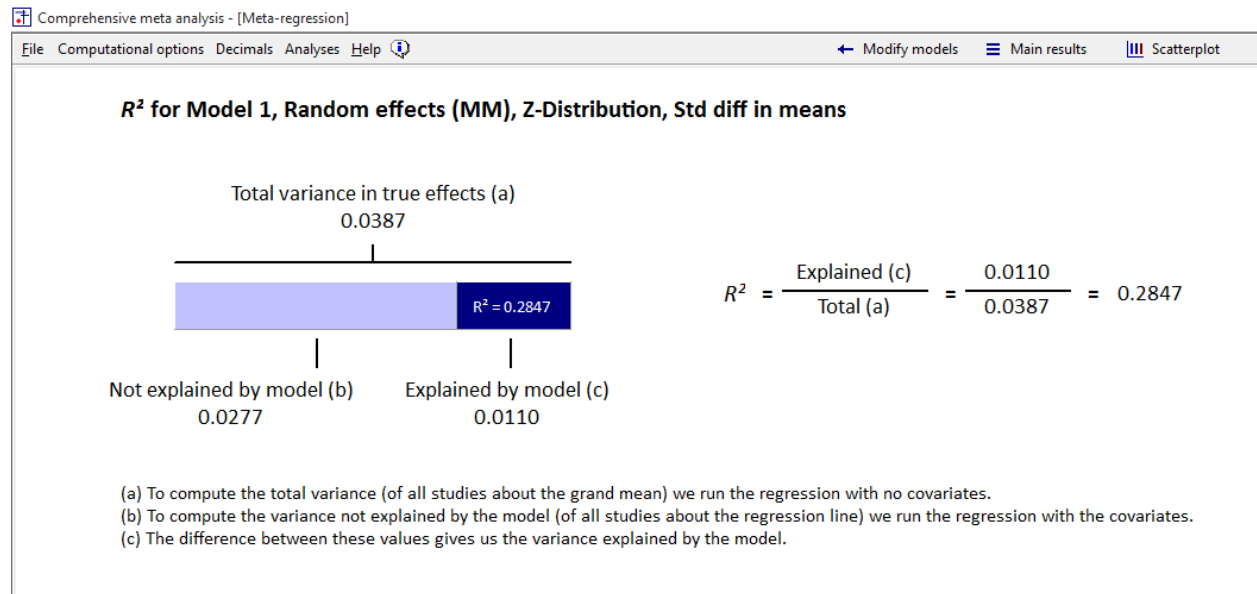 Comprehensive meta analysis - [Meta-regression]
File Computational options Decimals Analyses Help Modify models Main results Scatterplot
R² for Model 1, Random effects (MM), Z-Distribution, Std diff in means
Total variance in true effects (a)
0.0387
R² = 0.2847
Not explained by model (b)
0.0277
Explained by model (c)
0.0110
R² = Explained (c) = 0.0110 = 0.2847
Total (a) 0.0387
(a) To compute the total variance (of all studies about the grand mean) we run the regression with no covariates.
(b) To compute the variance not explained by the model (of all studies about the regression line) we run the regression with the covariates.
(c) The difference between these values gives us the variance explained by the model.